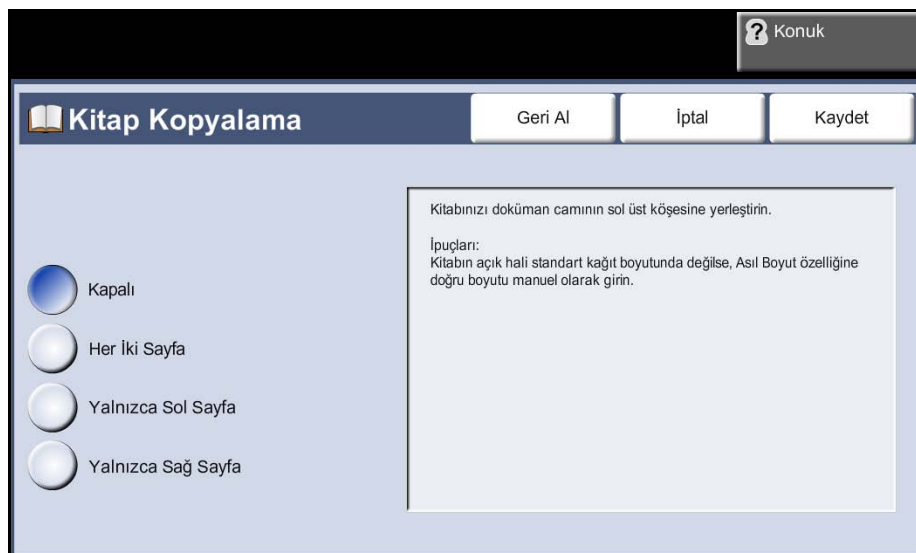 Konuk
Kitap Kopyalama
Geri Al
İptal
Kaydet
Kitabınızı doküman camının sol üst köşesine yerleştirin.
İpuçları:
Kitabın açık hali standart kağıt boyutunda değilse, Asıl Boyut özelliğine
doğru boyutu manuel olarak girin.
Kapalı
Her İki Sayfa
Yalnızca Sol Sayfa
Yalnızca Sağ Sayfa